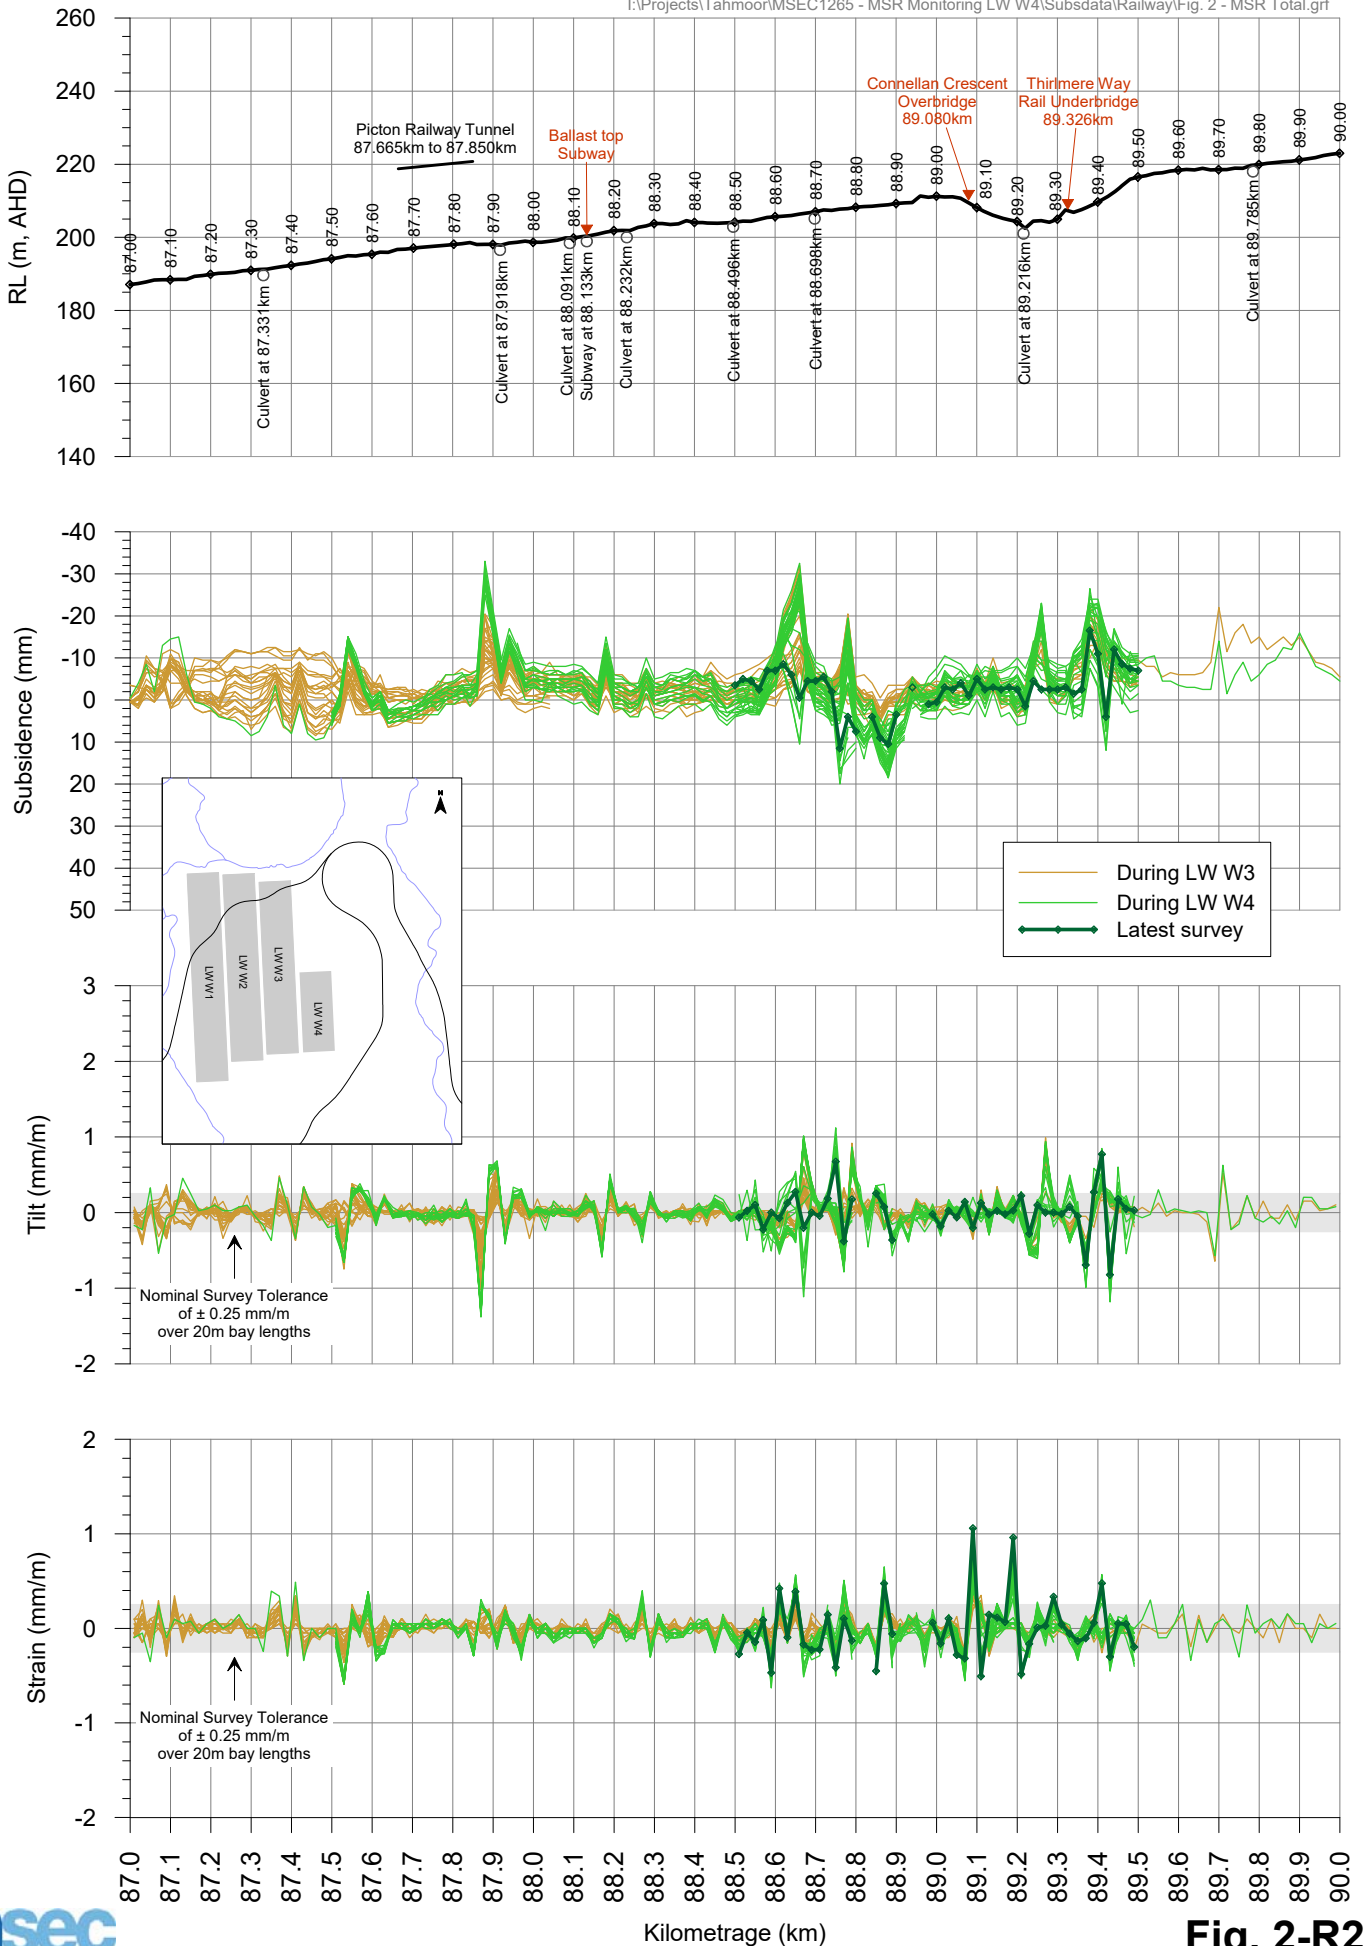 T:\Projects\Tahmoor\MSEC1265 - MSR Monitoring LW W4\Subsdata\Railway\Fig. 2 - MSR Total.grf
260
240
220
200
180
160
140
RL (m, AHD)
Picton Railway Tunnel
87.665km to 87.850km
Ballast top
Subway
Connellan Crescent
Overbridge
89.080km
Thirlmere Way
Rail Underbridge
89.326km
87.00
87.10
87.20
87.30
87.40
87.50
87.60
87.70
87.80
87.90
88.00
88.10
88.20
88.30
88.40
88.50
88.60
88.70
88.80
88.90
89.00
89.10
89.20
89.30
89.40
89.50
89.60
89.70
89.80
89.90
90.00
Culvert at 87.331km
Culvert at 87.918km
Culvert at 88.091km
Subway at 88.133km
Culvert at 88.232km
Culvert at 88.496km
Culvert at 88.698km
Culvert at 89.216km
Culvert at 89.785km
-40
-30
-20
-10
0
10
20
30
40
50
Subsidence (mm)
N
LW W1
LW W2
LW W3
LW W4
During LW W3
During LW W4
Latest survey
3
2
1
0
-1
-2
Tilt (mm/m)
Nominal Survey Tolerance
of ± 0.25 mm/m
over 20m bay lengths
2
1
0
-1
-2
Strain (mm/m)
Nominal Survey Tolerance
of ± 0.25 mm/m
over 20m bay lengths
87.0
87.1
87.2
87.3
87.4
87.5
87.6
87.7
87.8
87.9
88.0
88.1
88.2
88.3
88.4
88.5
88.6
88.7
88.8
88.9
89.0
89.1
89.2
89.3
89.4
89.5
89.6
89.7
89.8
89.9
90.0
Kilometrage (km)
sec
Fig. 2-R2